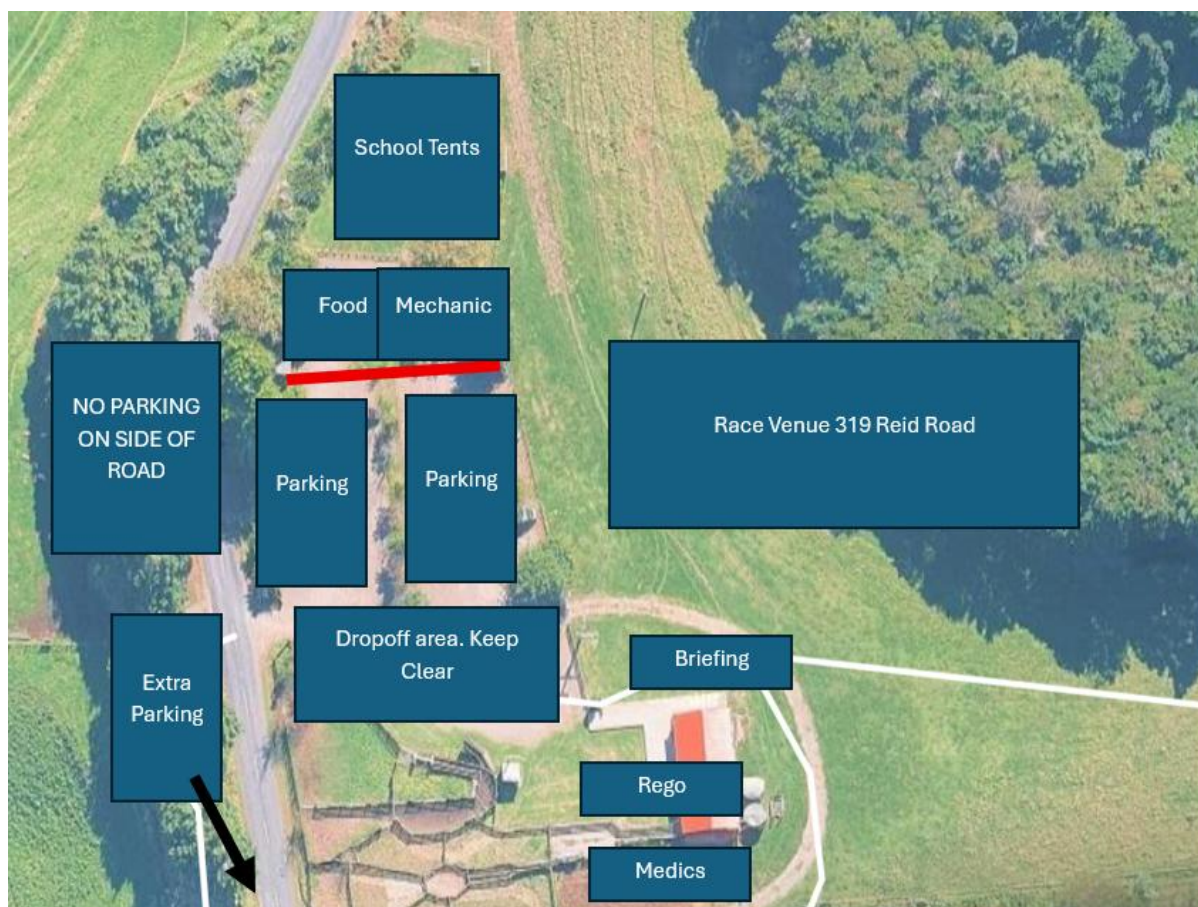 School Tents
Food
Mechanic
NO PARKING
ON SIDE OF
ROAD
Parking
Parking
Race Venue 319 Reid Road
Extra
Parking
Dropoff area. Keep
Clear
Briefing
Rego
Medics